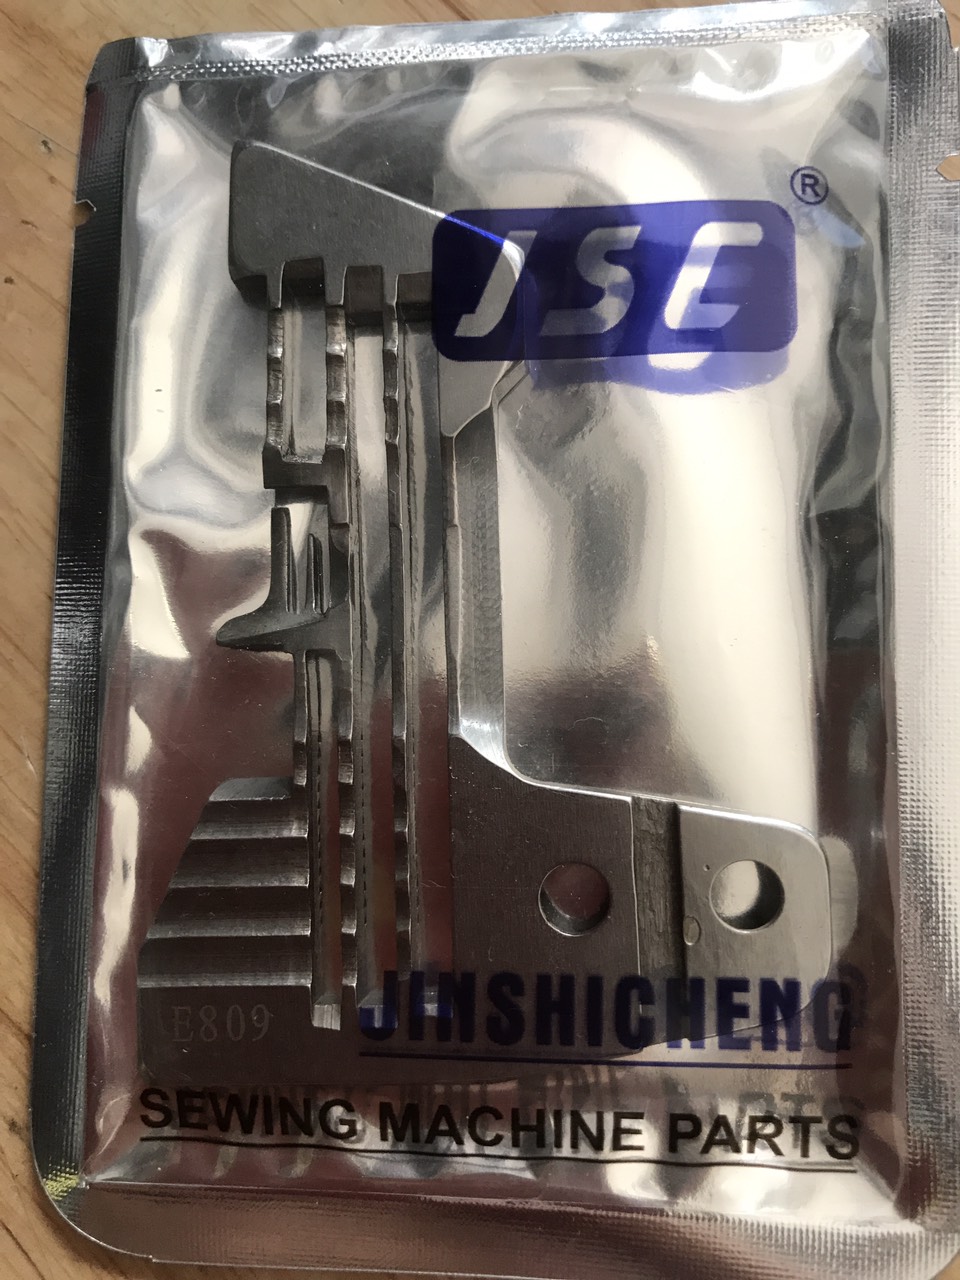 ®
JSC
E809
JINSHICHENG
SEWING MACHINE PARTS